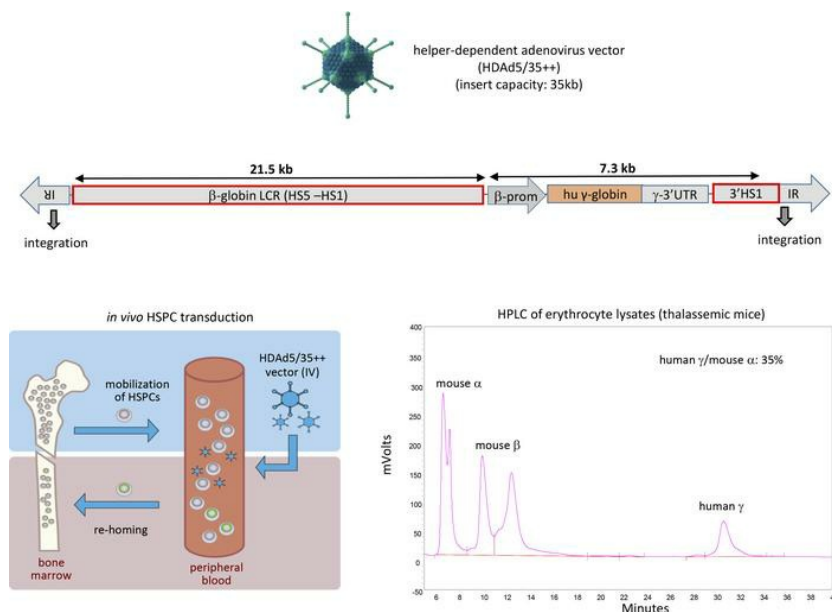 helper-dependent adenovirus vector
(HDAd5/35++)
(insert capacity: 35kb)
21.5 kb
7.3 kb
IR
β-globin LCR (HS5 –HS1)
β-prom
hu γ-globin
γ-3'UTR
3'HS1
IR
integration
integration
in vivo HSPC transduction
mobilization
of HSPCs
HDAd5/35++
vector (IV)
re-homing
bone
marrow
peripheral
blood
HPLC of erythrocyte lysates (thalassemic mice)
400
350
300
250
200
150
100
50
0
-50
mVolts
human γ/mouse α: 35%
mouse α
mouse β
human γ
6 8 10 12 14 16 18 20 22 24 26 28 30 32 34 36 38
Minutes